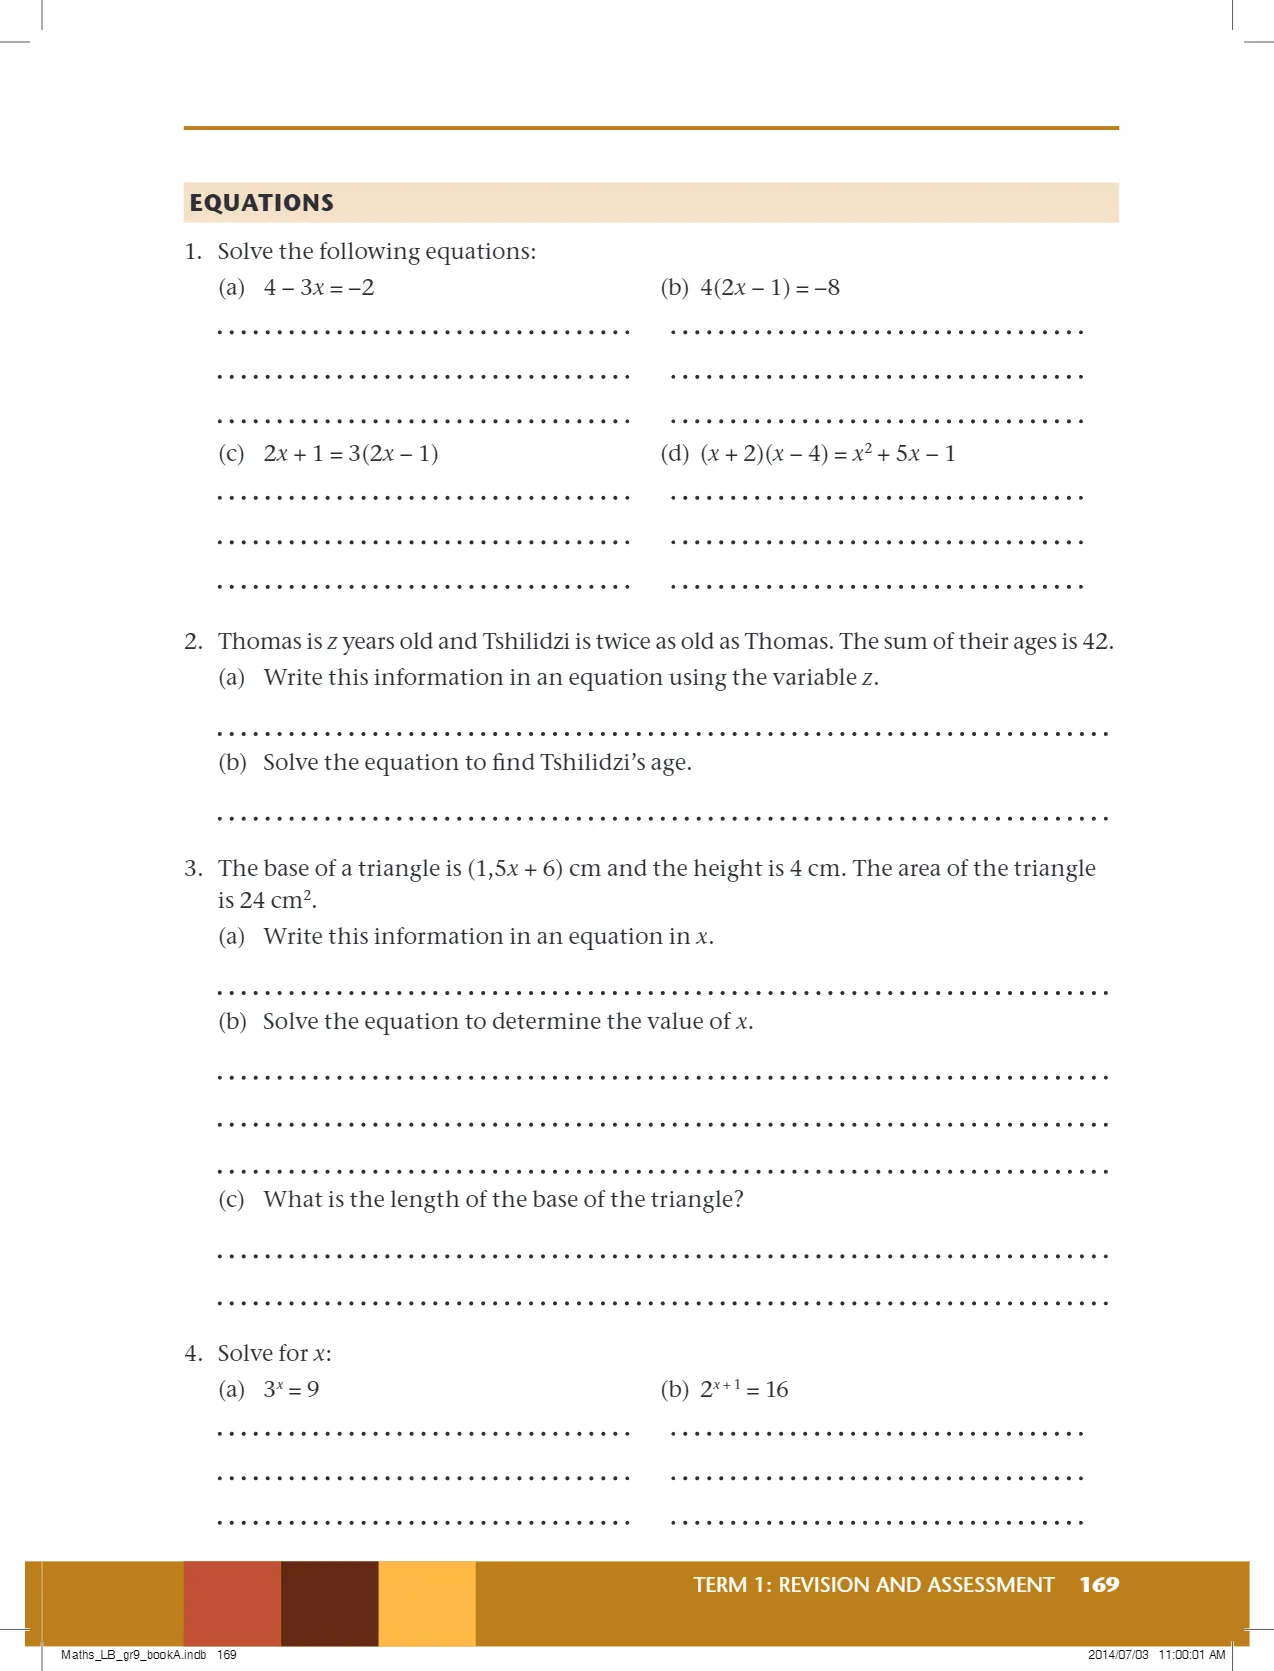 EQUATIONS
1. Solve the following equations:
(a) 4 – 3x = –2 (b) 4(2x – 1) = –8
(c) 2x + 1 = 3(2x – 1) (d) (x + 2)(x – 4) = x² + 5x – 1
2. Thomas is z years old and Tshilidzi is twice as old as Thomas. The sum of their ages is 42.
(a) Write this information in an equation using the variable z.
(b) Solve the equation to find Tshilidzi’s age.
3. The base of a triangle is (1,5x + 6) cm and the height is 4 cm. The area of the triangle
is 24 cm².
(a) Write this information in an equation in x.
(b) Solve the equation to determine the value of x.
(c) What is the length of the base of the triangle?
4. Solve for x:
(a) 3ˣ = 9 (b) 2ˣ⁺¹ = 16
TERM 1: REVISION AND ASSESSMENT 169
Maths_LB_gr9_bookA.indb 169 2014/07/03 11:00:01 AM